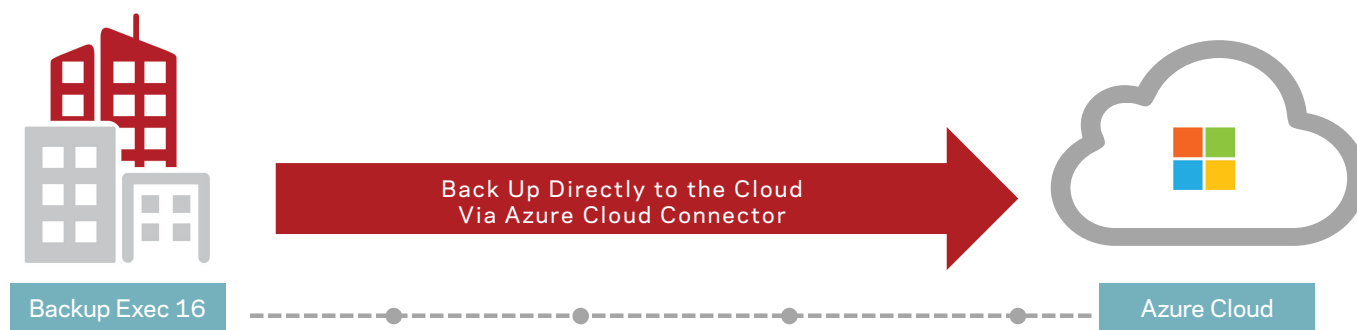 Back Up Directly to the Cloud
Via Azure Cloud Connector
Backup Exec 16
Azure Cloud